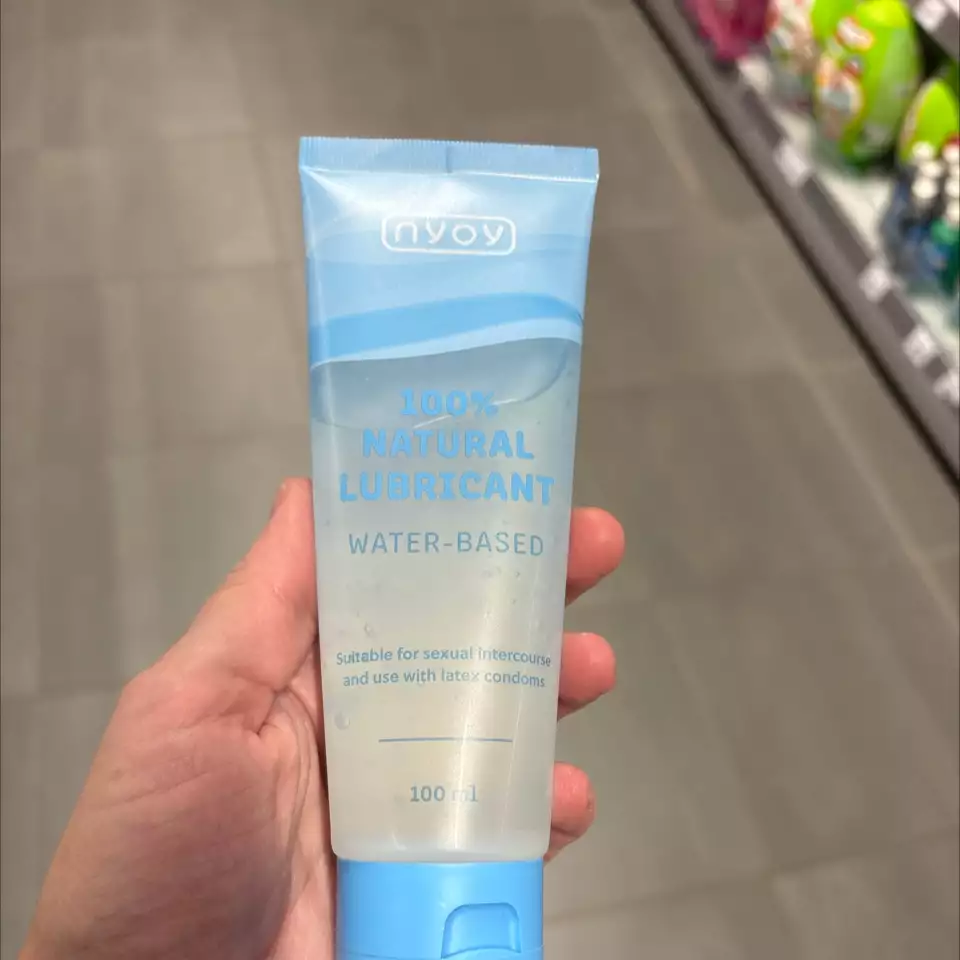 nyoy
100%
NATURAL
LUBRICANT
WATER-BASED
Suitable for sexual intercourse
and use with latex condoms
100 ml